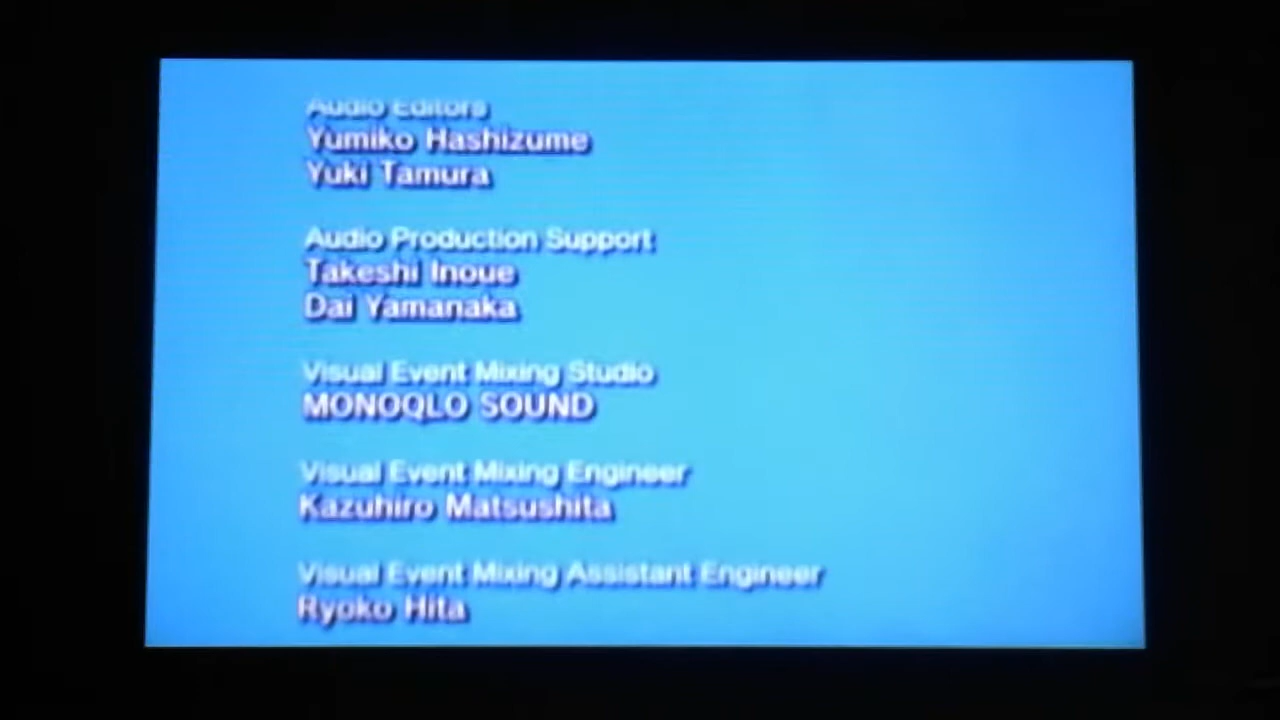 Audio Editors
Yumiko Hashizume
Yuki Tamura
Audio Production Support
Takeshi Inoue
Dai Yamanaka
Visual Event Mixing Studio
MONOQLO SOUND
Visual Event Mixing Engineer
Kazuhiro Matsushita
Visual Event Mixing Assistant Engineer
Ryoko Hita